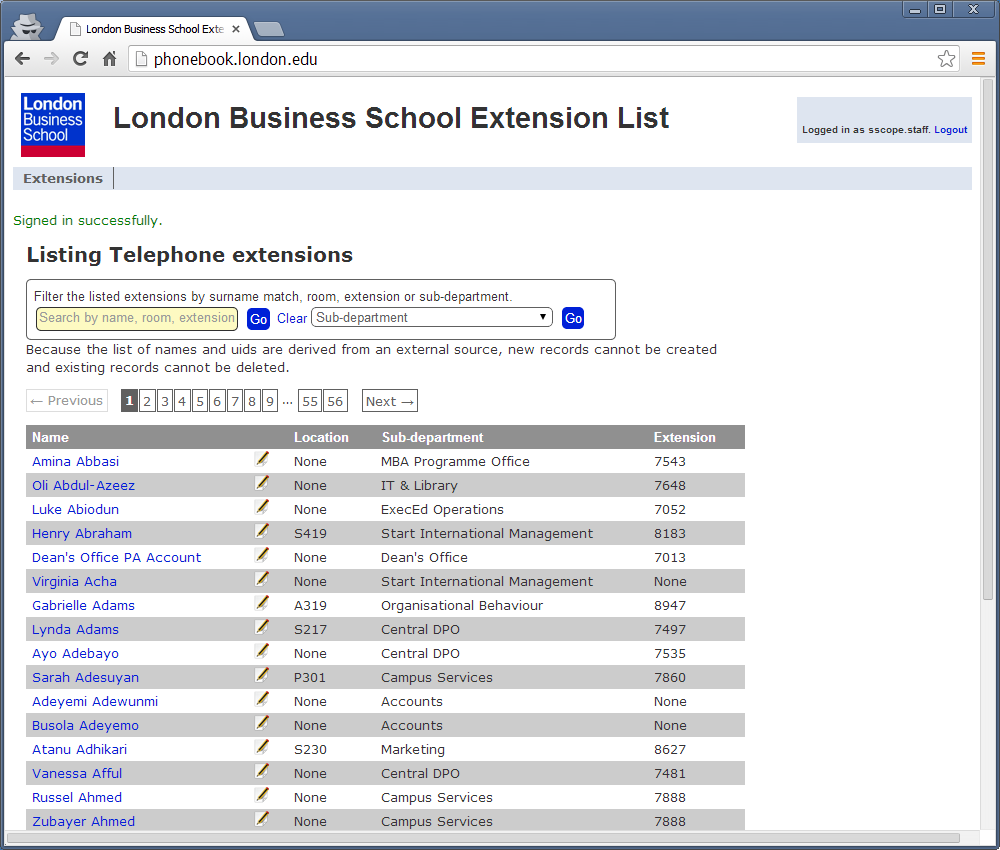 London Business School Exte
phonebook.london.edu
London
Business
School
London Business School Extension List
Logged in as sscope.staff. Logout
Extensions
Signed in successfully.
Listing Telephone extensions
Filter the listed extensions by surname match, room, extension or sub-department.
Search by name, room, extension Go Clear Sub-department Go
Because the list of names and uids are derived from an external source, new records cannot be created
and existing records cannot be deleted.
← Previous 1 2 3 4 5 6 7 8 9 ... 55 56 Next →
Name Location Sub-department Extension
Amina Abbasi None MBA Programme Office 7543
Oli Abdul-Azeez None IT & Library 7648
Luke Abiodun None ExecEd Operations 7052
Henry Abraham S419 Start International Management 8183
Dean's Office PA Account None Dean's Office 7013
Virginia Acha None Start International Management None
Gabrielle Adams A319 Organisational Behaviour 8947
Lynda Adams S217 Central DPO 7497
Ayo Adebayo None Central DPO 7535
Sarah Adesuyan P301 Campus Services 7860
Adeyemi Adewunmi None Accounts None
Busola Adeyemo None Accounts None
Atanu Adhikari S230 Marketing 8627
Vanessa Afful None Central DPO 7481
Russel Ahmed None Campus Services 7888
Zubayer Ahmed None Campus Services 7888